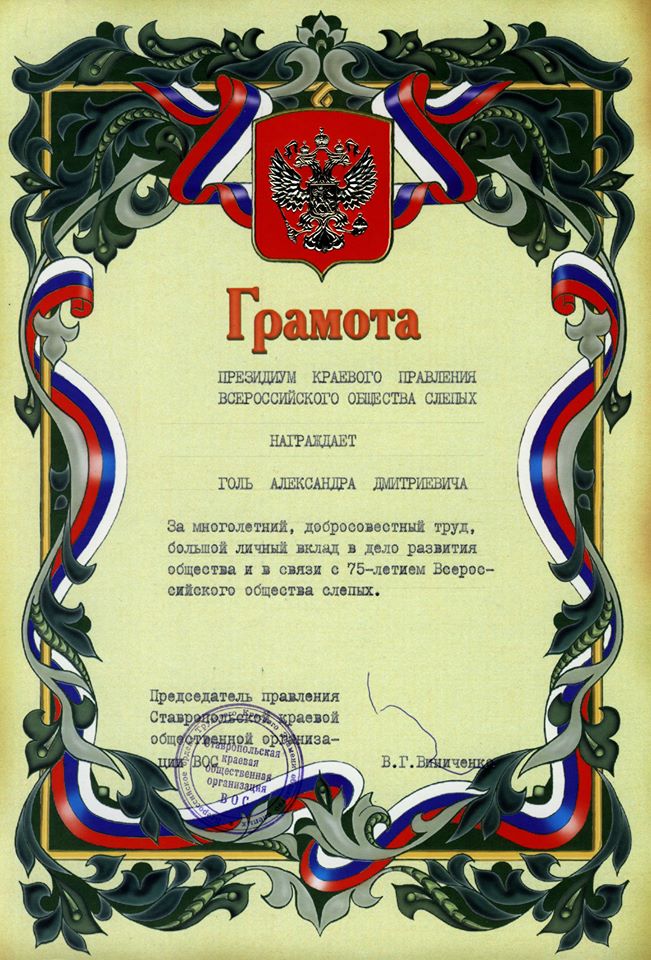 Грамота
ПРЕЗИДИУМ КРАЕВОГО ПРАВЛЕНИЯ
ВСЕРОССИЙСКОГО ОБЩЕСТВА СЛЕПЫХ
НАГРАЖДАЕТ
ГОЛЬ АЛЕКСАНДРА ДМИТРИЕВИЧА
За многолетний, добросовестный труд,
большой личный вклад в дело развития
общества и в связи с 75-летием Всерос-
сийского общества слепых.
Председатель правления
Ставропольской краевой
общественной организа-
ции ВОС
В.Г.Виниченко
Ставропольская
краевая
общественная
организация
ВОС